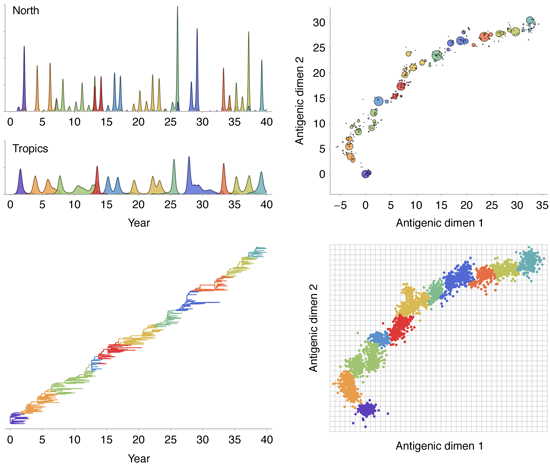 North
0 5 10 15 20 25 30 35 40
Tropics
0 5 10 15 20 25 30 35 40
Year
Antigenic dimen 2
30
25
20
15
10
5
0
−5 0 5 10 15 20 25 30 35
Antigenic dimen 1
0 5 10 15 20 25 30 35 40
Year
Antigenic dimen 2
Antigenic dimen 1